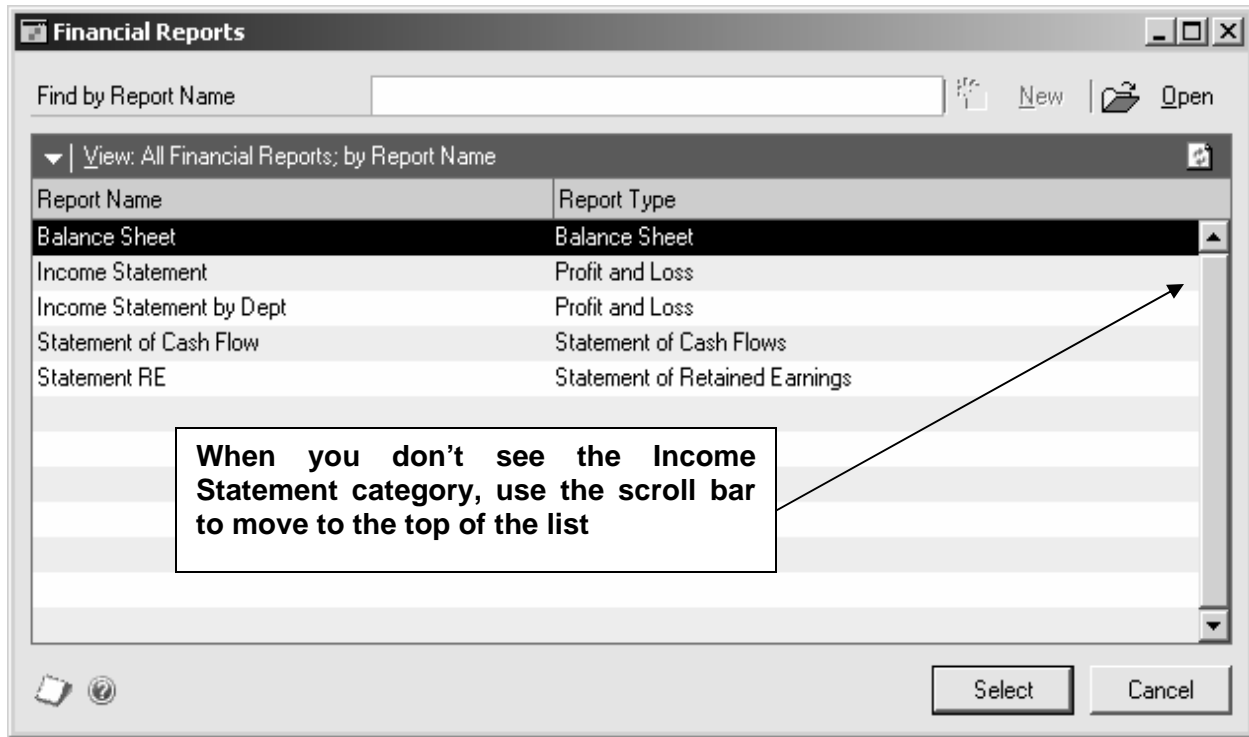 Financial Reports
Find by Report Name
New
Open
View: All Financial Reports; by Report Name
Report Name Report Type
Balance Sheet Balance Sheet
Income Statement Profit and Loss
Income Statement by Dept Profit and Loss
Statement of Cash Flow Statement of Cash Flows
Statement RE Statement of Retained Earnings
When you don’t see the Income
Statement category, use the scroll bar
to move to the top of the list
Select Cancel